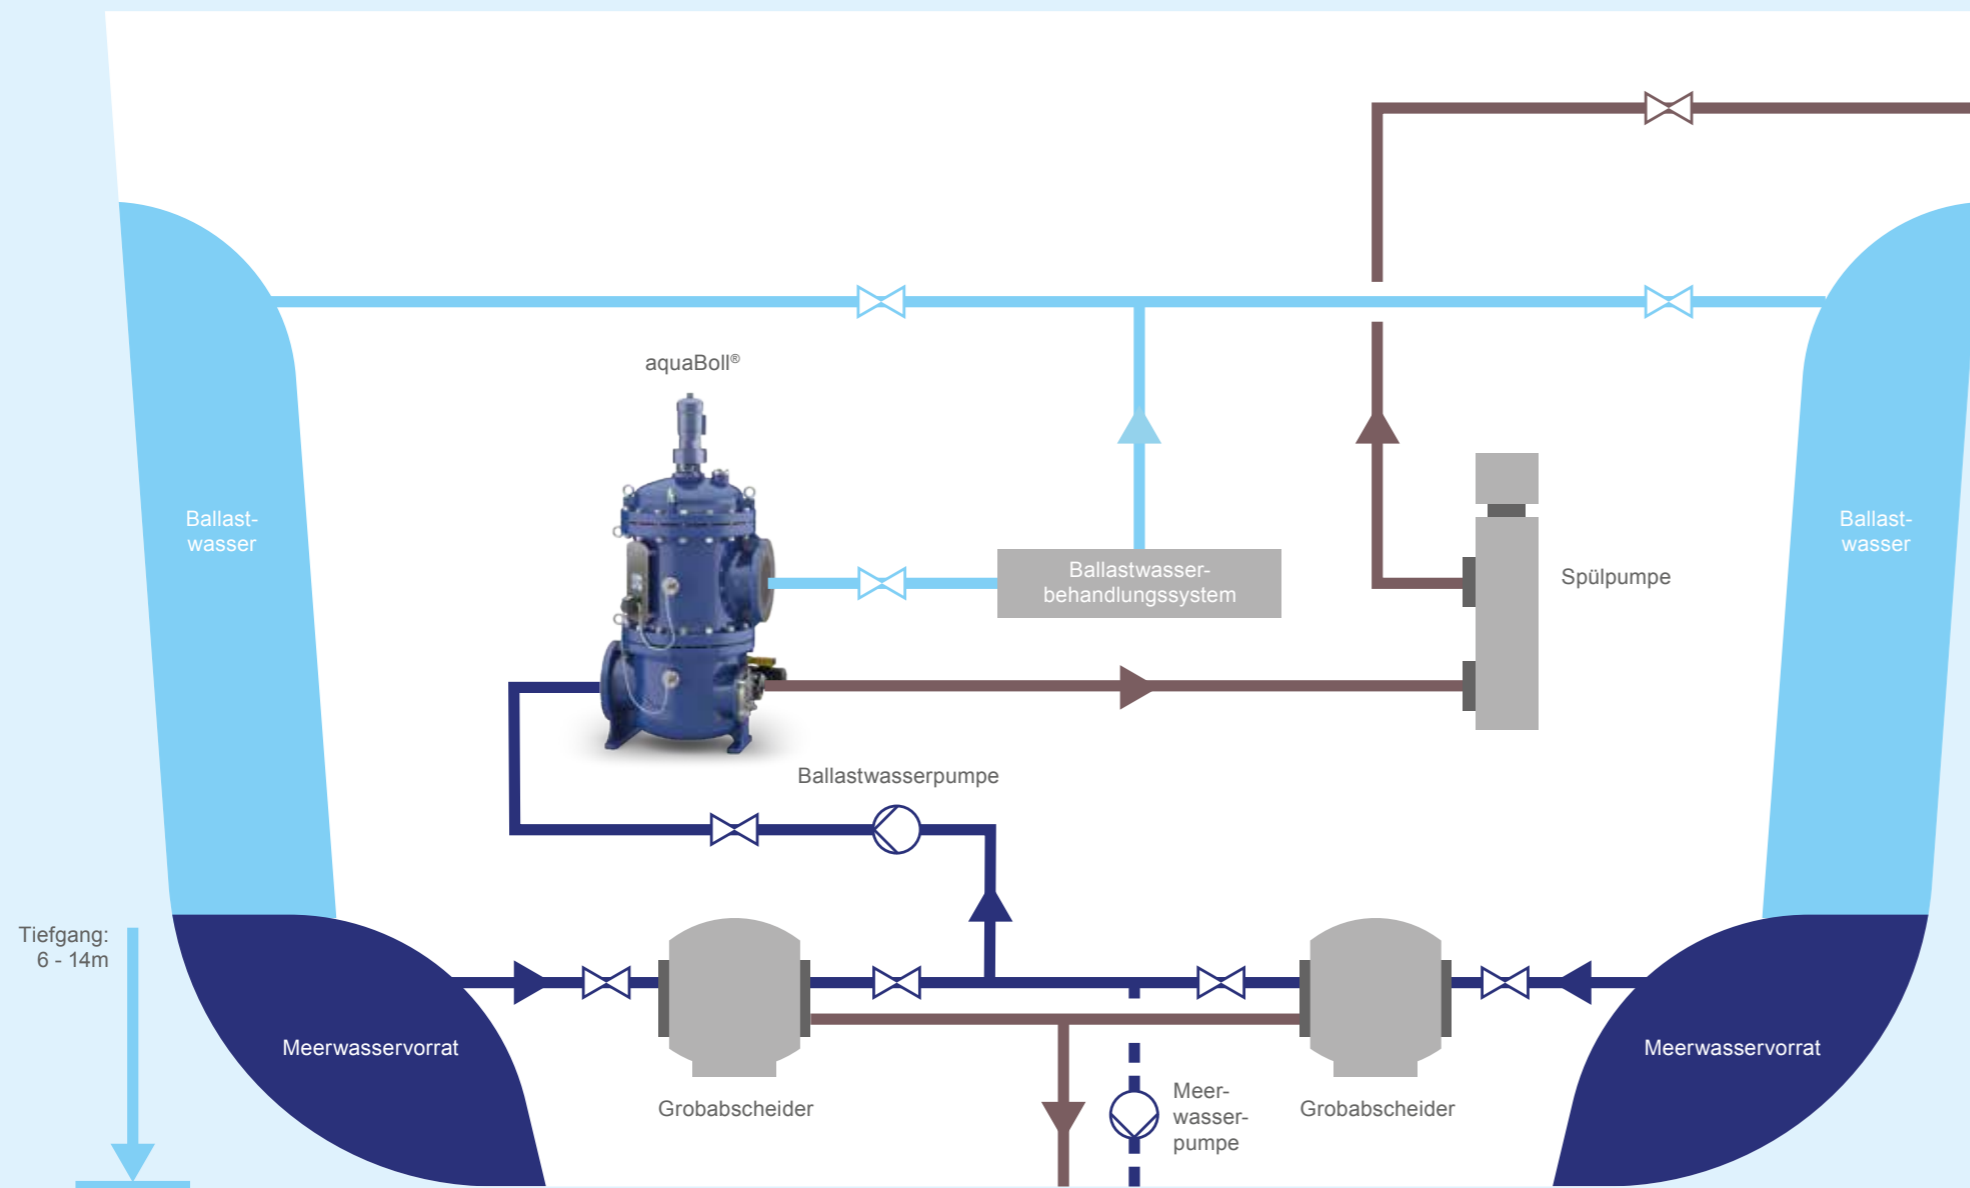 aquaBoll®
Ballast-
wasser
Ballastwasser-
behandlungssystem
Spülpumpe
Ballast-
wasser
Ballastwasserpumpe
Tiefgang:
6 - 14m
Meerwasservorrat
Grobabscheider
Meer-
wasser-
pumpe
Grobabscheider
Meerwasservorrat